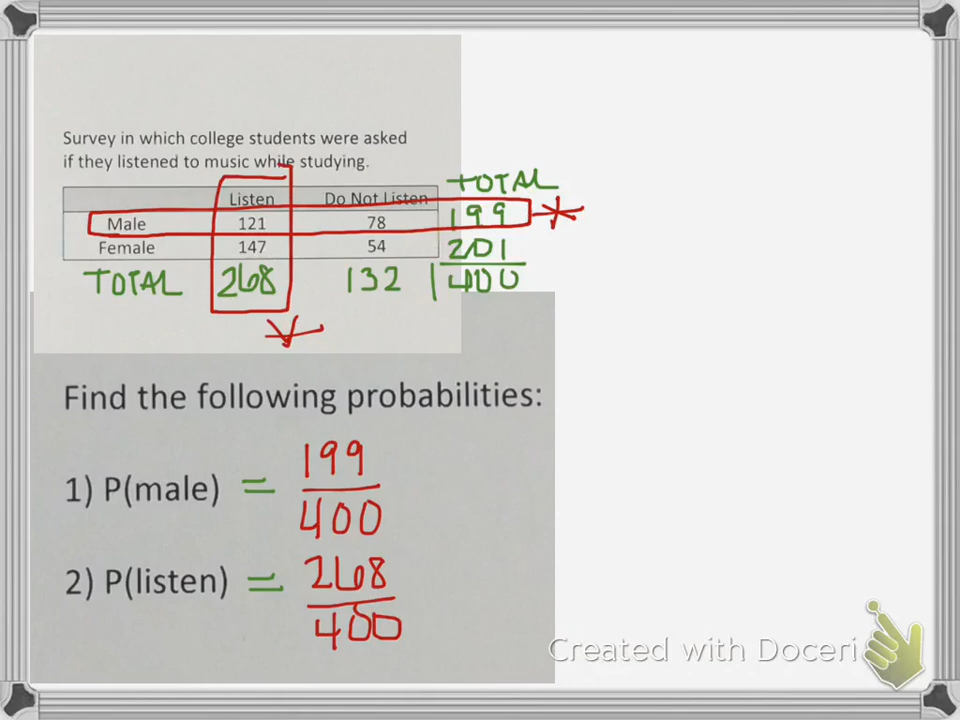 Survey in which college students were asked
if they listened to music while studying.
TOTAL
Listen Do Not Listen
Male 121 78 199
Female 147 54 201
TOTAL 268 132 400
Find the following probabilities:
1) P(male) = 199
400
2) P(listen) = 268
400
Created with Doceri